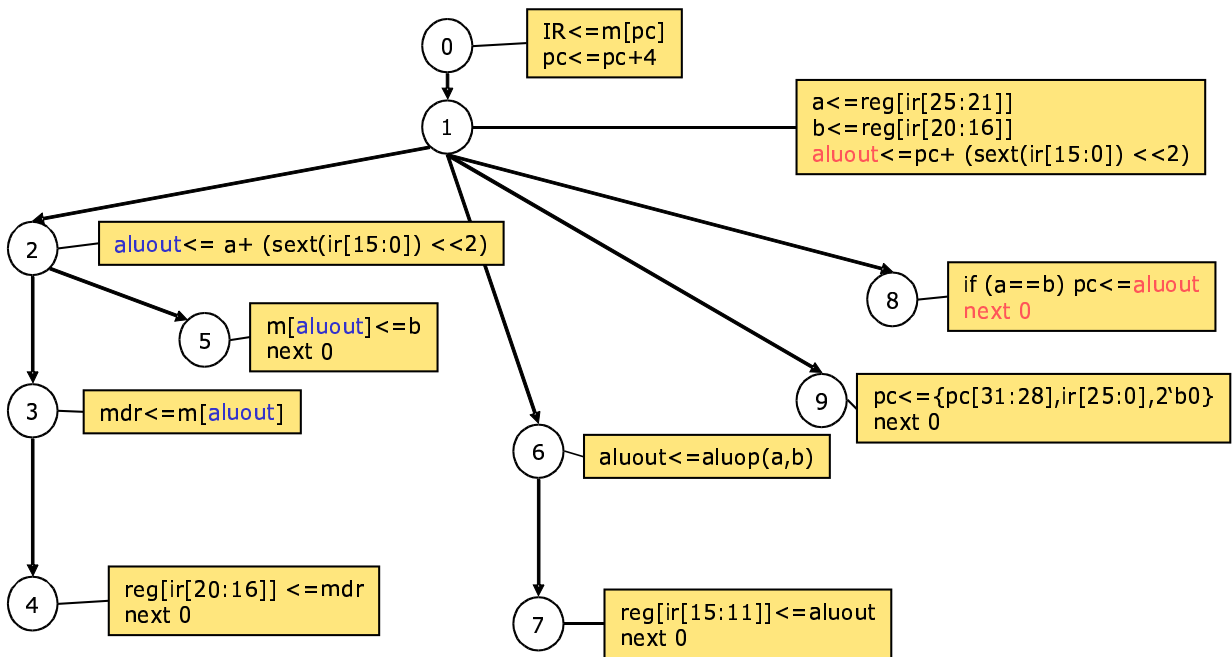 0
IR<=m[pc]
pc<=pc+4
1
a<=reg[ir[25:21]]
b<=reg[ir[20:16]]
aluout<=pc+ (sext(ir[15:0]) <<2)
2
aluout<= a+ (sext(ir[15:0]) <<2)
8
if (a==b) pc<=aluout
next 0
5
m[aluout]<=b
next 0
3
mdr<=m[aluout]
9
pc<={pc[31:28],ir[25:0],2'b0}
next 0
6
aluout<=aluop(a,b)
4
reg[ir[20:16]] <=mdr
next 0
7
reg[ir[15:11]]<=aluout
next 0